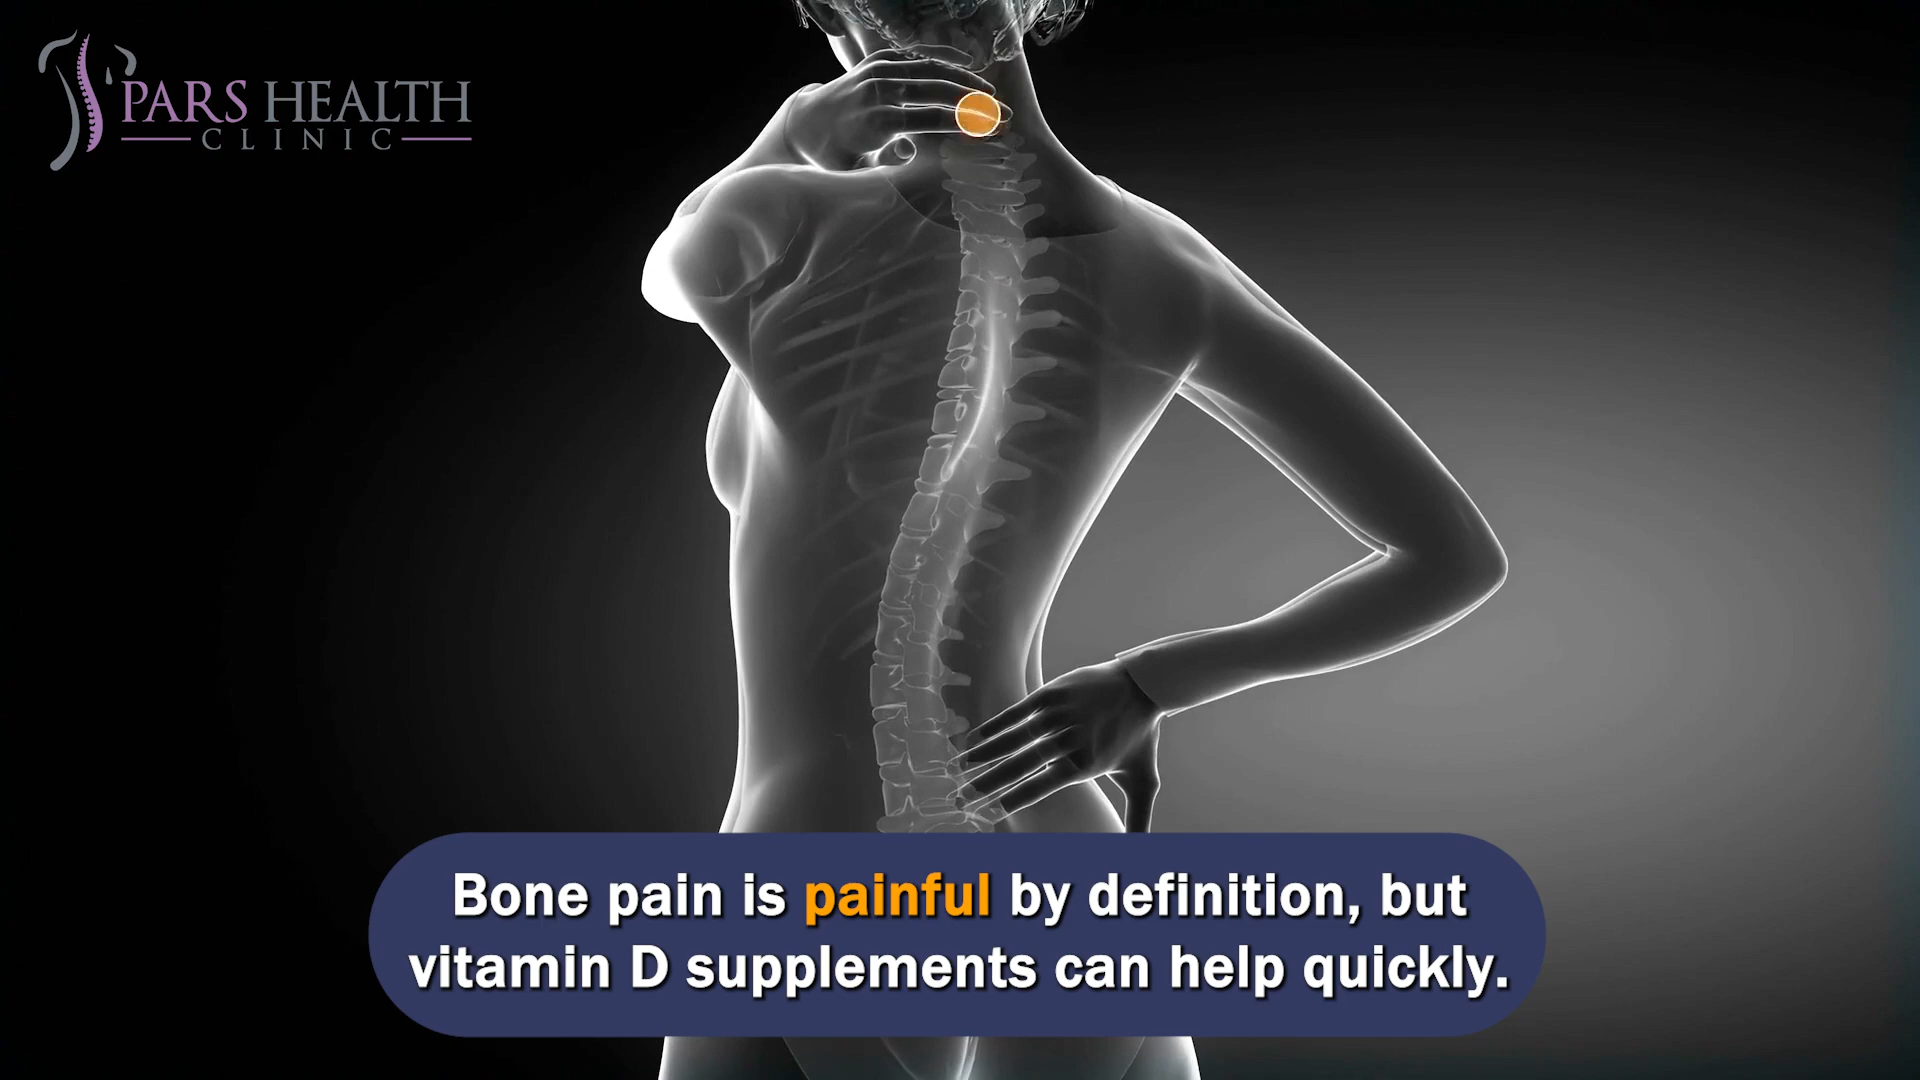 PARS HEALTH
CLINIC
Bone pain is painful by definition, but
vitamin D supplements can help quickly.